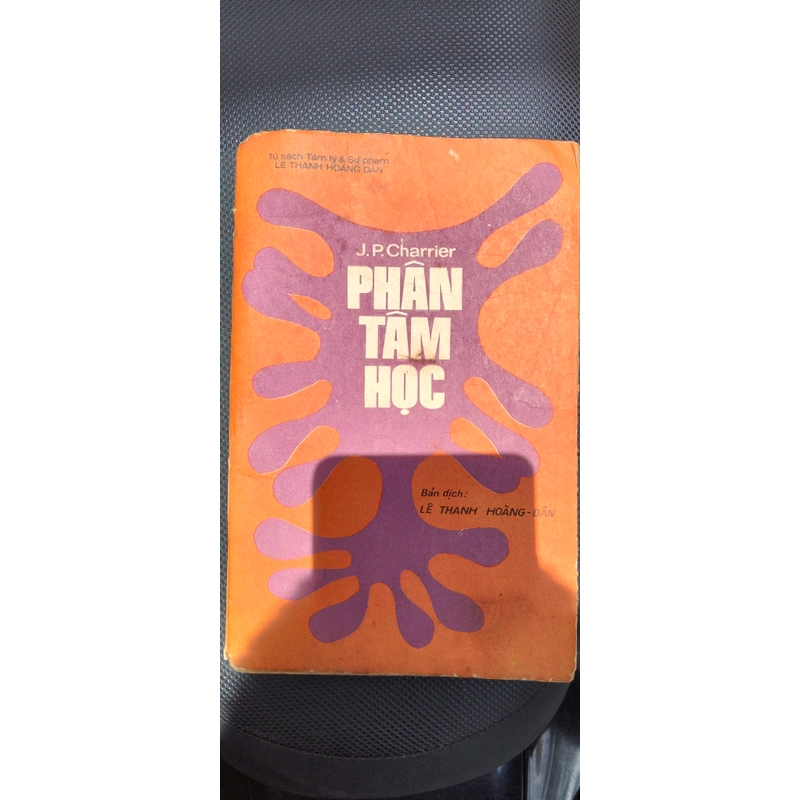 Tủ sách Tâm lý & Sư phạm
LÊ THANH HOÀNG DÂN
J.P. Charrier
PHÂN
TÂM
HỌC
Bản dịch:
LÊ THANH HOÀNG-DÂN